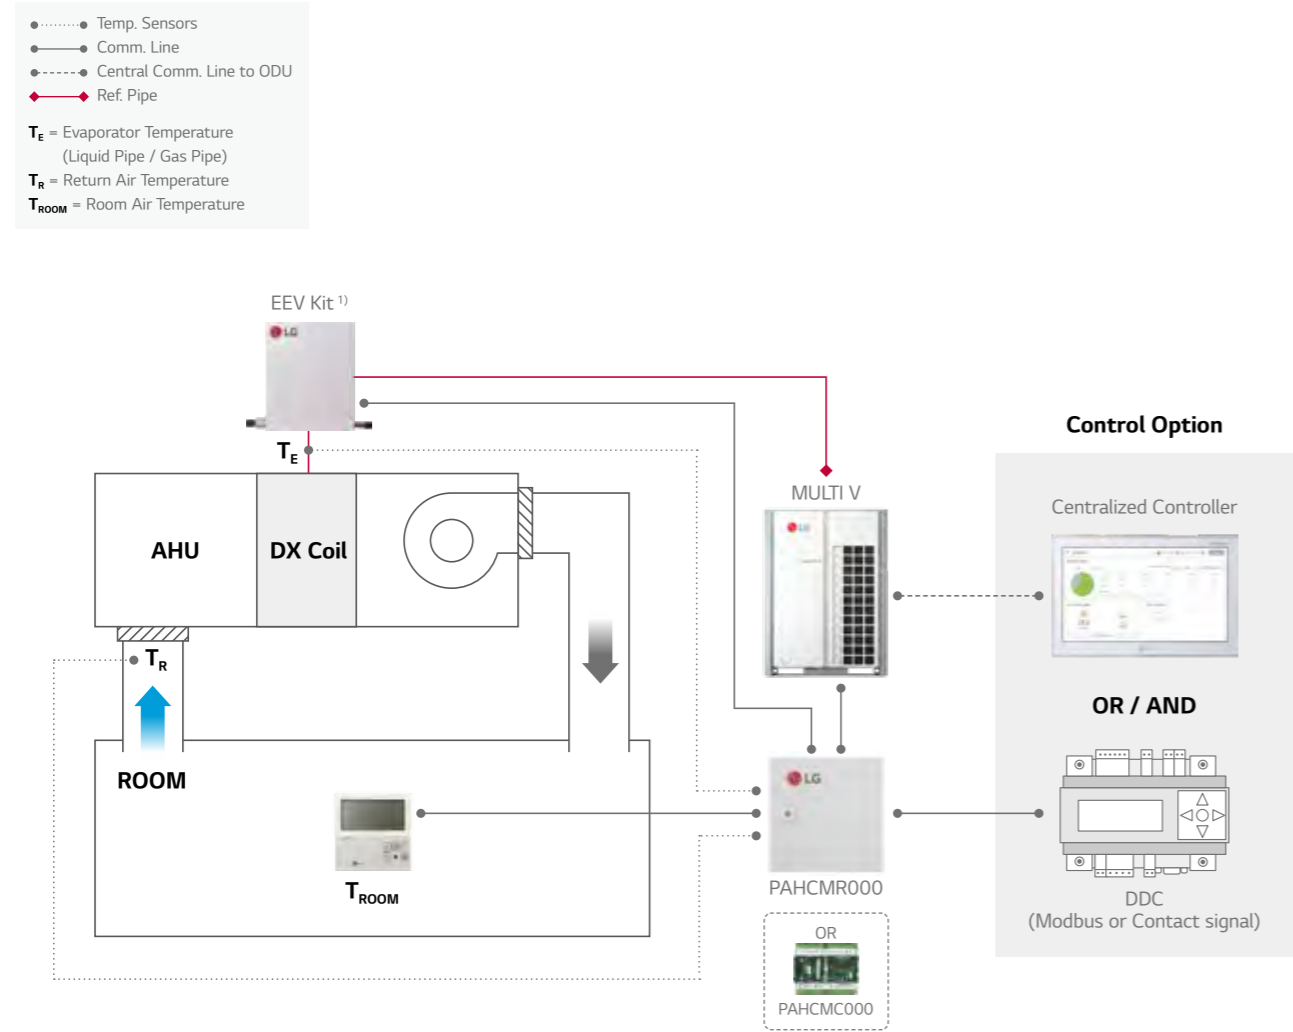 Temp. Sensors
Comm. Line
Central Comm. Line to ODU
Ref. Pipe
TE = Evaporator Temperature
(Liquid Pipe / Gas Pipe)
TR = Return Air Temperature
TROOM = Room Air Temperature
EEV Kit 1)
LG
TE
Control Option
MULTI V
LG
Centralized Controller
AHU
DX Coil
TR
OR / AND
ROOM
LG
TROOM
PAHCMR000
DDC
(Modbus or Contact signal)
OR
PAHCMC000